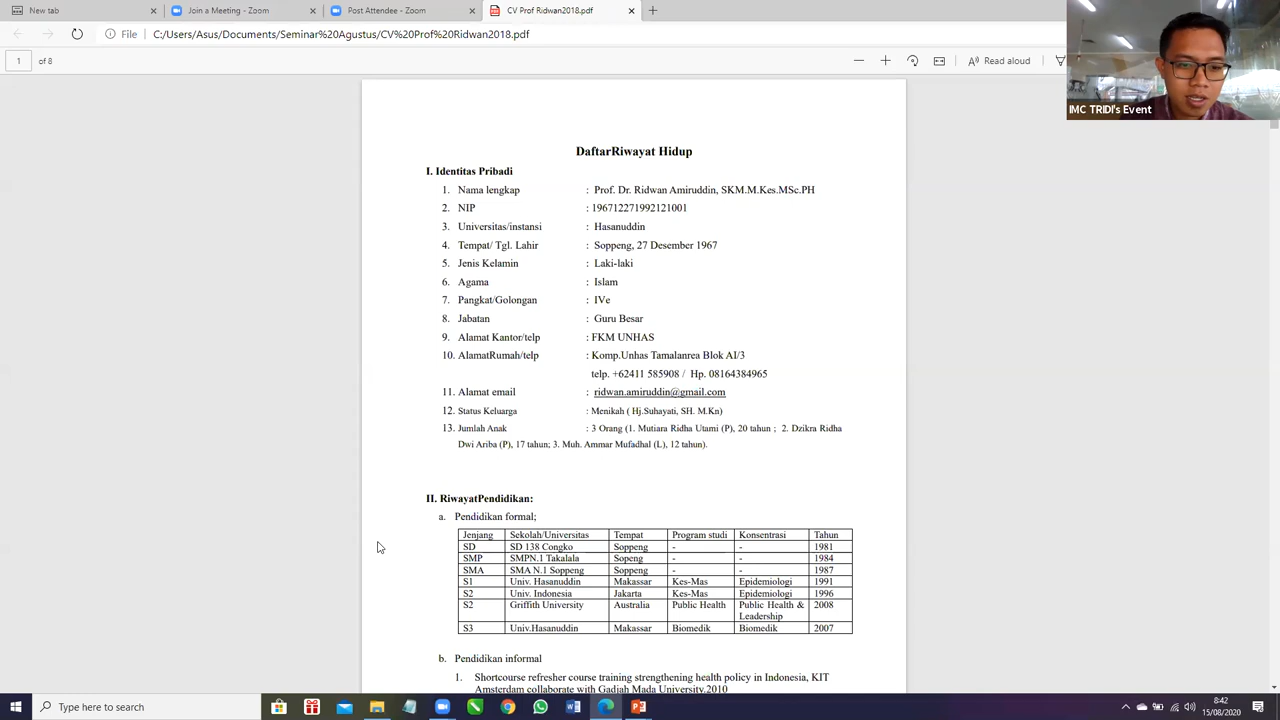 New tab
Join a Meeting - Zoom
Post Attendee - Zoom
CV Prof Ridwan2018.pdf
File
C:/Users/Asus/Documents/Seminar%20Agustus/CV%20Prof%20Ridwan2018.pdf
1 of 8
Read aloud
IMC TRIDI's Event
DaftarRiwayat Hidup
I. Identitas Pribadi
1. Nama lengkap : Prof. Dr. Ridwan Amiruddin, SKM.M.Kes.MSc.PH
2. NIP : 196712271992121001
3. Universitas/instansi : Hasanuddin
4. Tempat/ Tgl. Lahir : Soppeng, 27 Desember 1967
5. Jenis Kelamin : Laki-laki
6. Agama : Islam
7. Pangkat/Golongan : IVe
8. Jabatan : Guru Besar
9. Alamat Kantor/telp : FKM UNHAS
10. AlamatRumah/telp : Komp.Unhas Tamalanrea Blok AI/3
telp. +62411 585908 / Hp. 08164384965
11. Alamat email : ridwan.amiruddin@gmail.com
12. Status Keluarga : Menikah ( Hj.Suhayati, SH. M.Kn)
13. Jumlah Anak : 3 Orang (1. Mutiara Ridha Utami (P), 20 tahun ; 2. Dzikra Ridha
Dwi Ariba (P), 17 tahun; 3. Muh. Ammar Mufadhal (L), 12 tahun).
II. RiwayatPendidikan:
a. Pendidikan formal;
Jenjang Sekolah/Universitas Tempat Program studi Konsentrasi Tahun
SD SD 138 Congko Soppeng - - 1981
SMP SMPN.1 Takalala Sopeng - - 1984
SMA SMA N.1 Soppeng Soppeng - - 1987
S1 Univ. Hasanuddin Makassar Kes-Mas Epidemiologi 1991
S2 Univ. Indonesia Jakarta Kes-Mas Epidemiologi 1996
S2 Griffith University Australia Public Health Public Health & 2008
Leadership
S3 Univ.Hasanuddin Makassar Biomedik Biomedik 2007
b. Pendidikan informal
1. Shortcourse refresher course training strengthening health policy in Indonesia, KIT
Amsterdam collaborate with Gadjah Mada University.2010
Type here to search
8:42
15/08/2020